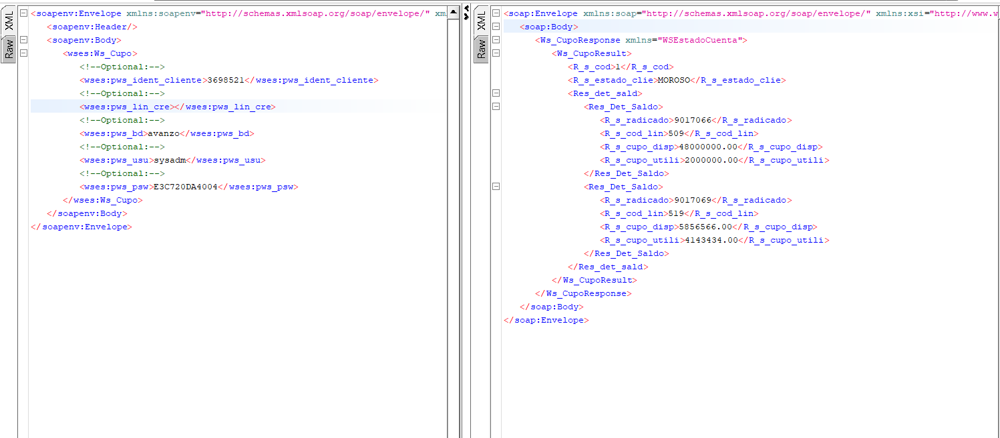 XML
Raw
<soapenv:Envelope xmlns:soapenv="http://schemas.xmlsoap.org/soap/envelope/" xm
<soapenv:Header/>
<soapenv:Body>
<wses:Ws_Cupo>
<!--Optional:-->
<wses:pws_ident_cliente>3698521</wses:pws_ident_cliente>
<!--Optional:-->
<wses:pws_lin_cre></wses:pws_lin_cre>
<!--Optional:-->
<wses:pws_bd>avanzo</wses:pws_bd>
<!--Optional:-->
<wses:pws_usu>sysadm</wses:pws_usu>
<!--Optional:-->
<wses:pws_psw>E3C720DA4004</wses:pws_psw>
</wses:Ws_Cupo>
</soapenv:Body>
</soapenv:Envelope>
XML
Raw
<soap:Envelope xmlns:soap="http://schemas.xmlsoap.org/soap/envelope/" xmlns:xsi="http://www.w
<soap:Body>
<Ws_CupoResponse xmlns="WSEstadoCuenta">
<Ws_CupoResult>
<R_s_cod>1</R_s_cod>
<R_s_estado_clie>MOROSO</R_s_estado_clie>
<Res_det_sald>
<Res_Det_Saldo>
<R_s_radicado>9017066</R_s_radicado>
<R_s_cod_lin>509</R_s_cod_lin>
<R_s_cupo_disp>48000000.00</R_s_cupo_disp>
<R_s_cupo_utili>2000000.00</R_s_cupo_utili>
</Res_Det_Saldo>
<Res_Det_Saldo>
<R_s_radicado>9017069</R_s_radicado>
<R_s_cod_lin>519</R_s_cod_lin>
<R_s_cupo_disp>5856566.00</R_s_cupo_disp>
<R_s_cupo_utili>4143434.00</R_s_cupo_utili>
</Res_Det_Saldo>
</Res_det_sald>
</Ws_CupoResult>
</Ws_CupoResponse>
</soap:Body>
</soap:Envelope>